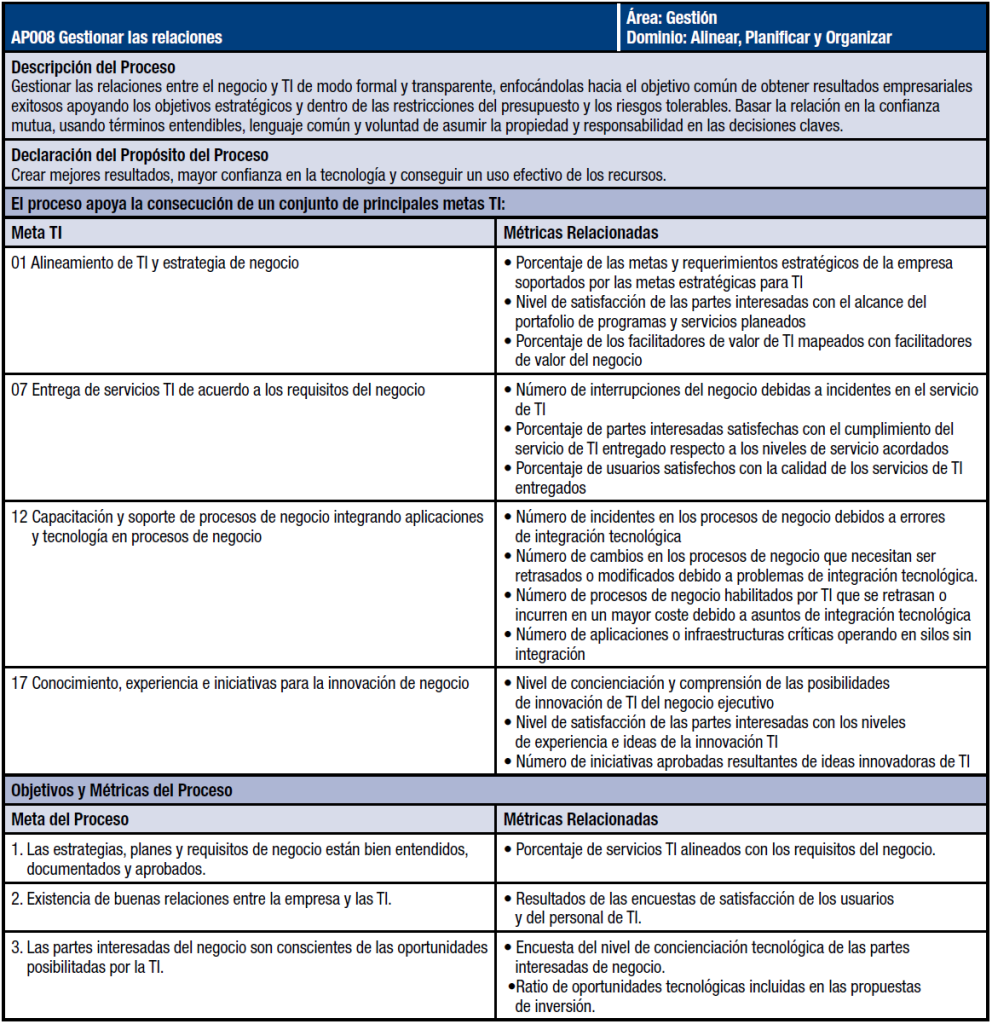 APO08 Gestionar las relaciones
Área: Gestión
Dominio: Alinear, Planificar y Organizar
Descripción del Proceso
Gestionar las relaciones entre el negocio y TI de modo formal y transparente, enfocándolas hacia el objetivo común de obtener resultados empresariales
exitosos apoyando los objetivos estratégicos y dentro de las restricciones del presupuesto y los riesgos tolerables. Basar la relación en la confianza
mutua, usando términos entendibles, lenguaje común y voluntad de asumir la propiedad y responsabilidad en las decisiones claves.
Declaración del Propósito del Proceso
Crear mejores resultados, mayor confianza en la tecnología y conseguir un uso efectivo de los recursos.
El proceso apoya la consecución de un conjunto de principales metas TI:
Meta TI
Métricas Relacionadas
01 Alineamiento de TI y estrategia de negocio
• Porcentaje de las metas y requerimientos estratégicos de la empresa
soportados por las metas estratégicas para TI
• Nivel de satisfacción de las partes interesadas con el alcance del
portafolio de programas y servicios planeados
• Porcentaje de los facilitadores de valor de TI mapeados con facilitadores
de valor del negocio
07 Entrega de servicios TI de acuerdo a los requisitos del negocio
• Número de interrupciones del negocio debidas a incidentes en el servicio
de TI
• Porcentaje de partes interesadas satisfechas con el cumplimiento del
servicio de TI entregado respecto a los niveles de servicio acordados
• Porcentaje de usuarios satisfechos con la calidad de los servicios de TI
entregados
12 Capacitación y soporte de procesos de negocio integrando aplicaciones
y tecnología en procesos de negocio
• Número de incidentes en los procesos de negocio debidos a errores
de integración tecnológica
• Número de cambios en los procesos de negocio que necesitan ser
retrasados o modificados debido a problemas de integración tecnológica.
• Número de procesos de negocio habilitados por TI que se retrasan o
incurren en un mayor coste debido a asuntos de integración tecnológica
• Número de aplicaciones o infraestructuras críticas operando en silos sin
integración
17 Conocimiento, experiencia e iniciativas para la innovación de negocio
• Nivel de concienciación y comprensión de las posibilidades
de innovación de TI del negocio ejecutivo
• Nivel de satisfacción de las partes interesadas con los niveles
de experiencia e ideas de la innovación TI
• Número de iniciativas aprobadas resultantes de ideas innovadoras de TI
Objetivos y Métricas del Proceso
Meta del Proceso
Métricas Relacionadas
1. Las estrategias, planes y requisitos de negocio están bien entendidos,
documentados y aprobados.
• Porcentaje de servicios TI alineados con los requisitos del negocio.
2. Existencia de buenas relaciones entre la empresa y las TI.
• Resultados de las encuestas de satisfacción de los usuarios
y del personal de TI.
3. Las partes interesadas del negocio son conscientes de las oportunidades
posibilitadas por la TI.
• Encuesta del nivel de concienciación tecnológica de las partes
interesadas de negocio.
•Ratio de oportunidades tecnológicas incluidas en las propuestas
de inversión.